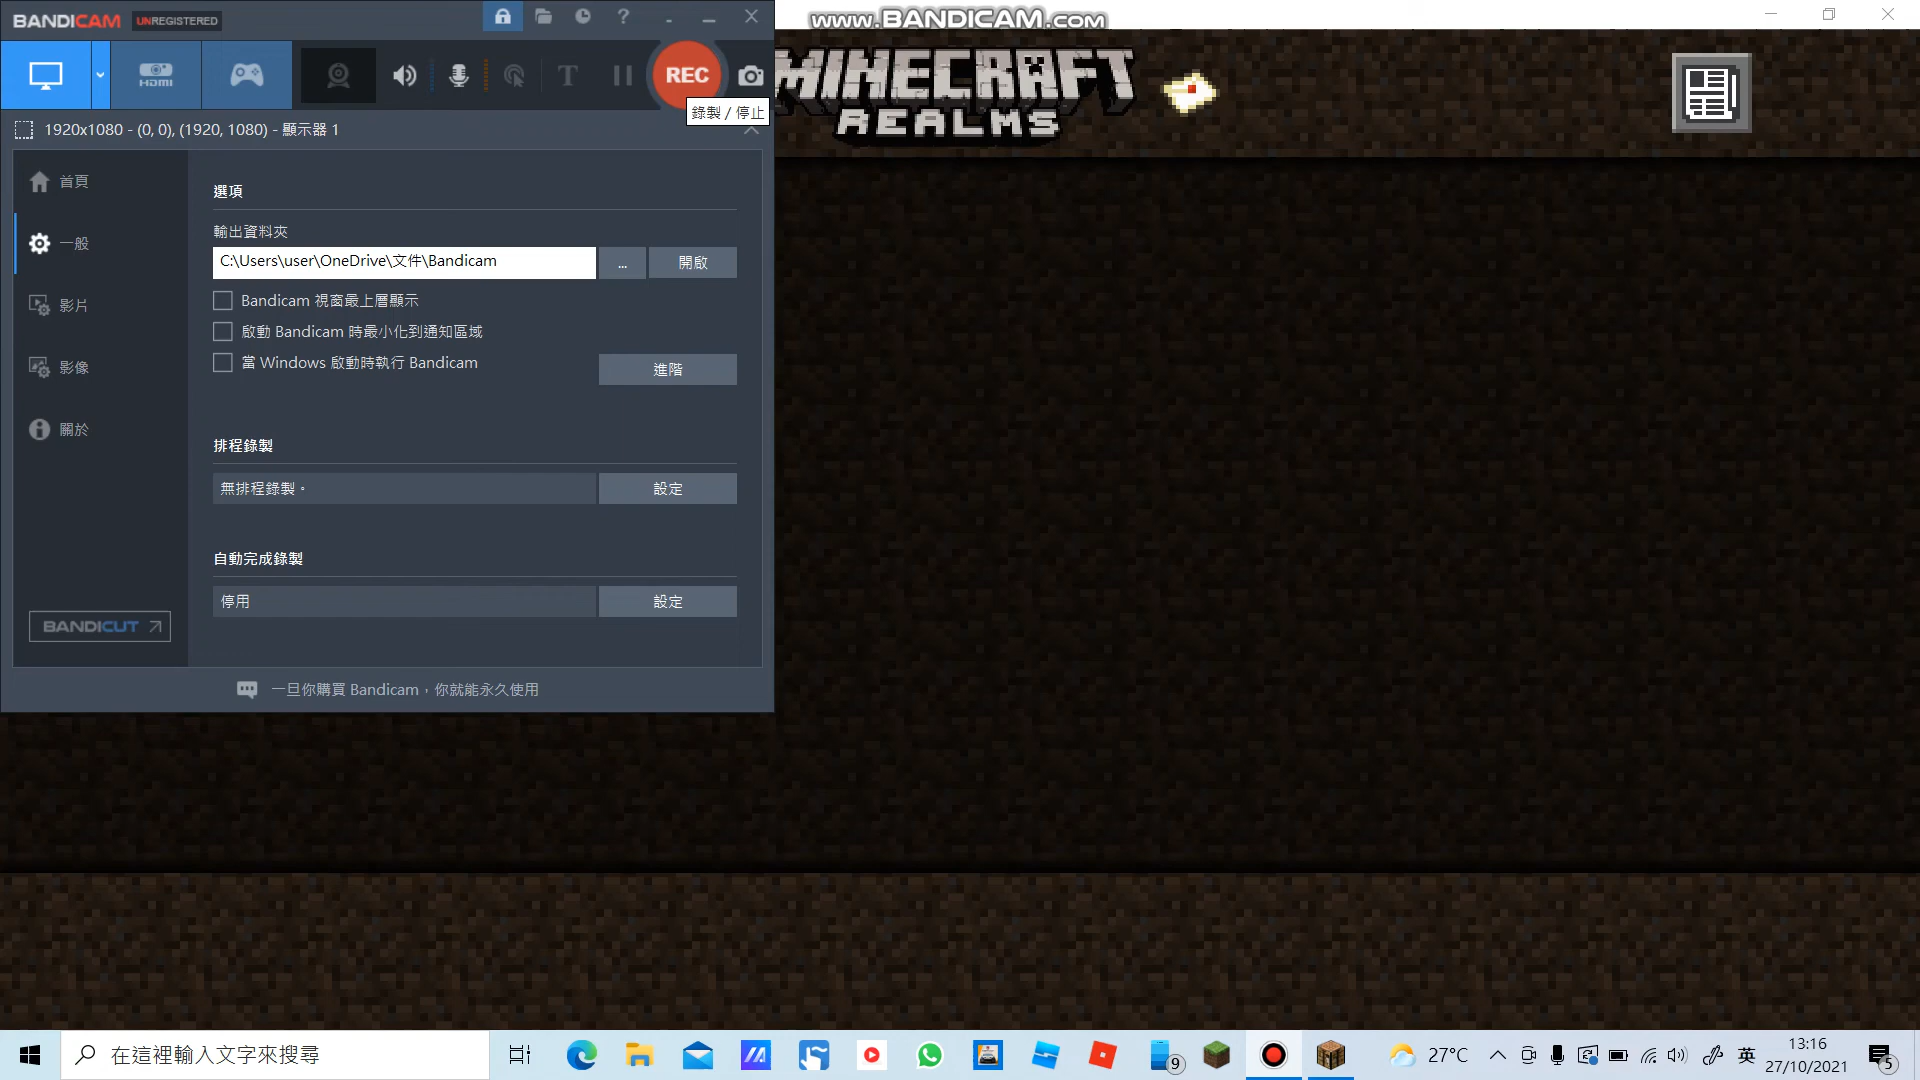 BANDICAM UNREGISTERED
www.BANDICAM.com
HDMI
REC
錄製 / 停止
MINECRAFT
REALMS
1920x1080 - (0, 0), (1920, 1080) - 顯示器 1
首頁
一般
影片
影像
關於
BANDICUT
選項
輸出資料夾
C:\Users\user\OneDrive\文件\Bandicam
...
開啟
Bandicam 視窗最上層顯示
啟動 Bandicam 時最小化到通知區域
當 Windows 啟動時執行 Bandicam
進階
排程錄製
無排程錄製。
設定
自動完成錄製
停用
設定
一旦你購買 Bandicam，你就能永久使用
在這裡輸入文字來搜尋
9
27°C
英
13:16
27/10/2021
5